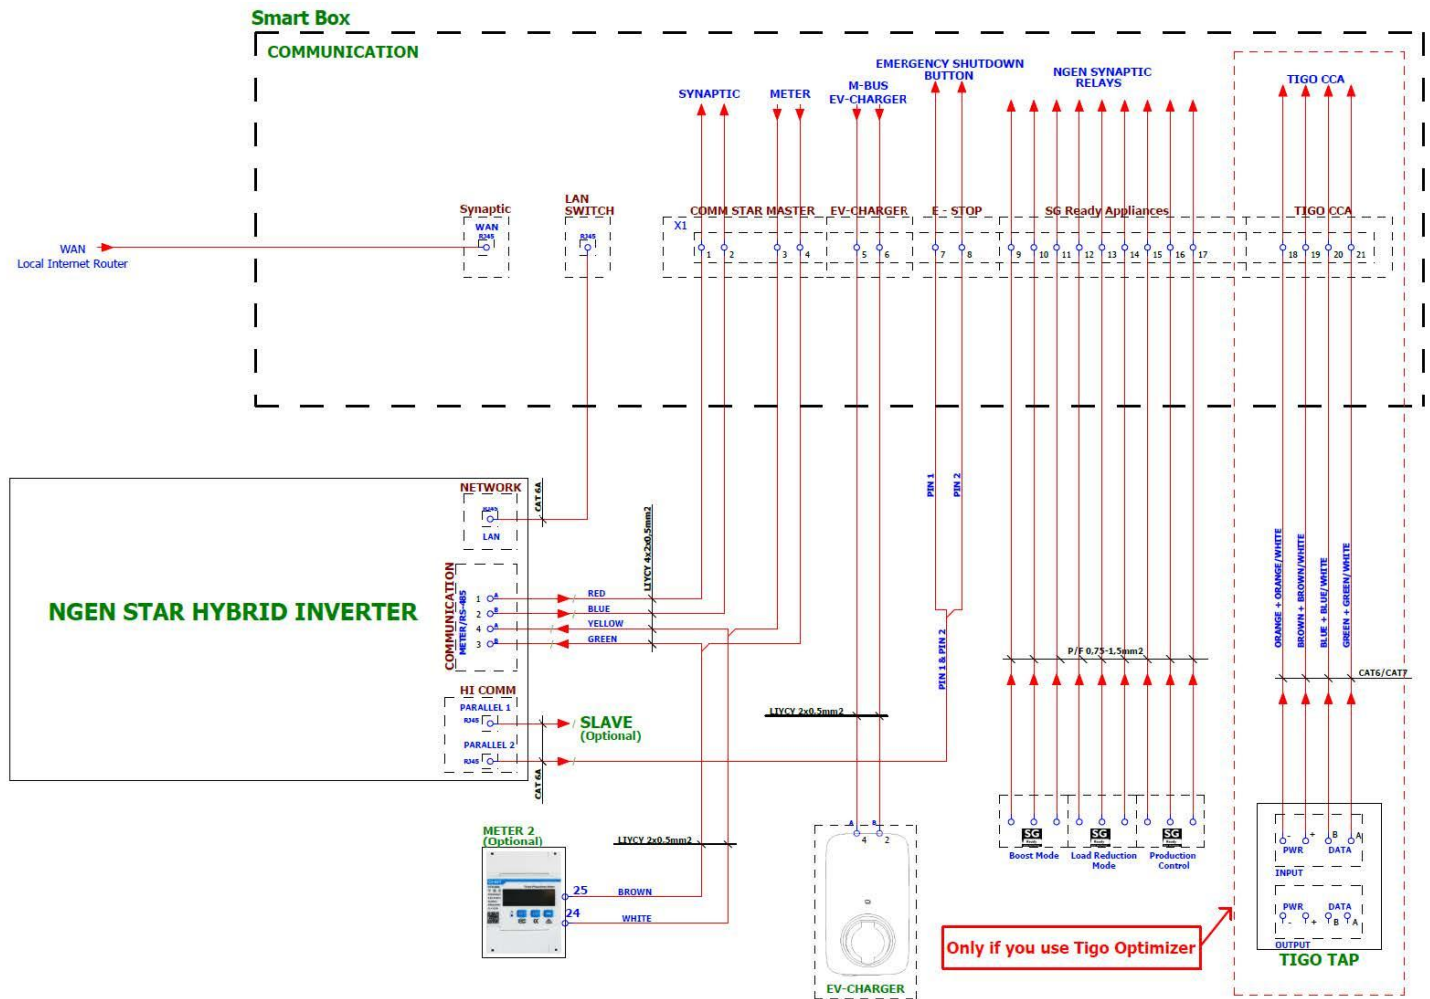 Smart Box
COMMUNICATION
EMERGENCY SHUTDOWN
BUTTON
NGEN SYNAPTIC
RELAYS
TIGO CCA
SYNAPTIC
METER
M-BUS
EV-CHARGER
Synaptic
LAN
SWITCH
COMM STAR MASTER
EV-CHARGER
E - STOP
SG Ready Appliances
TIGO CCA
X1
WAN
RJ45
RJ45
WAN
Local Internet Router
1 2 3 4 5 6 7 8 9 10 11 12 13 14 15 16 17 18 19 20 21
NETWORK
RJ45
LAN
CAT 6A
PIN 1
PIN 2
LIYCY 4x2x0,5mm2
NGEN STAR HYBRID INVERTER
COMMUNICATION
METER/RS-485
1 A
2 B
4 A
3 B
RED
BLUE
YELLOW
GREEN
ORANGE + ORANGE/WHITE
BROWN + BROWN/WHITE
BLUE + BLUE/WHITE
GREEN + GREEN/WHITE
PIN 1 & PIN 2
P/F 0,75-1,5mm2
CAT6/CAT7
HI COMM
PARALLEL 1
RJ45
SLAVE
(Optional)
PARALLEL 2
RJ45
CAT 6A
LIYCY 2x0.5mm2
METER 2
(Optional)
LIYCY 2x0.5mm2
25
BROWN
24
WHITE
A B
4 2
EV-CHARGER
SG
Ready
SG
Ready
SG
Ready
Boost Mode
Load Reduction
Mode
Production
Control
- + B A
PWR DATA
INPUT
PWR DATA
- + B A
OUTPUT
TIGO TAP
Only if you use Tigo Optimizer